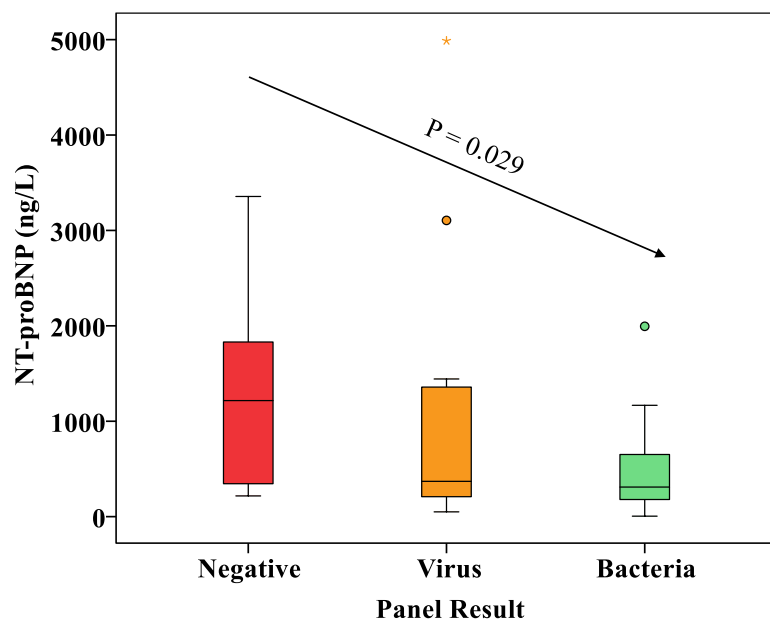 5000
4000
3000
2000
1000
0
NT-proBNP (ng/L)
P = 0.029
Negative
Virus
Bacteria
Panel Result